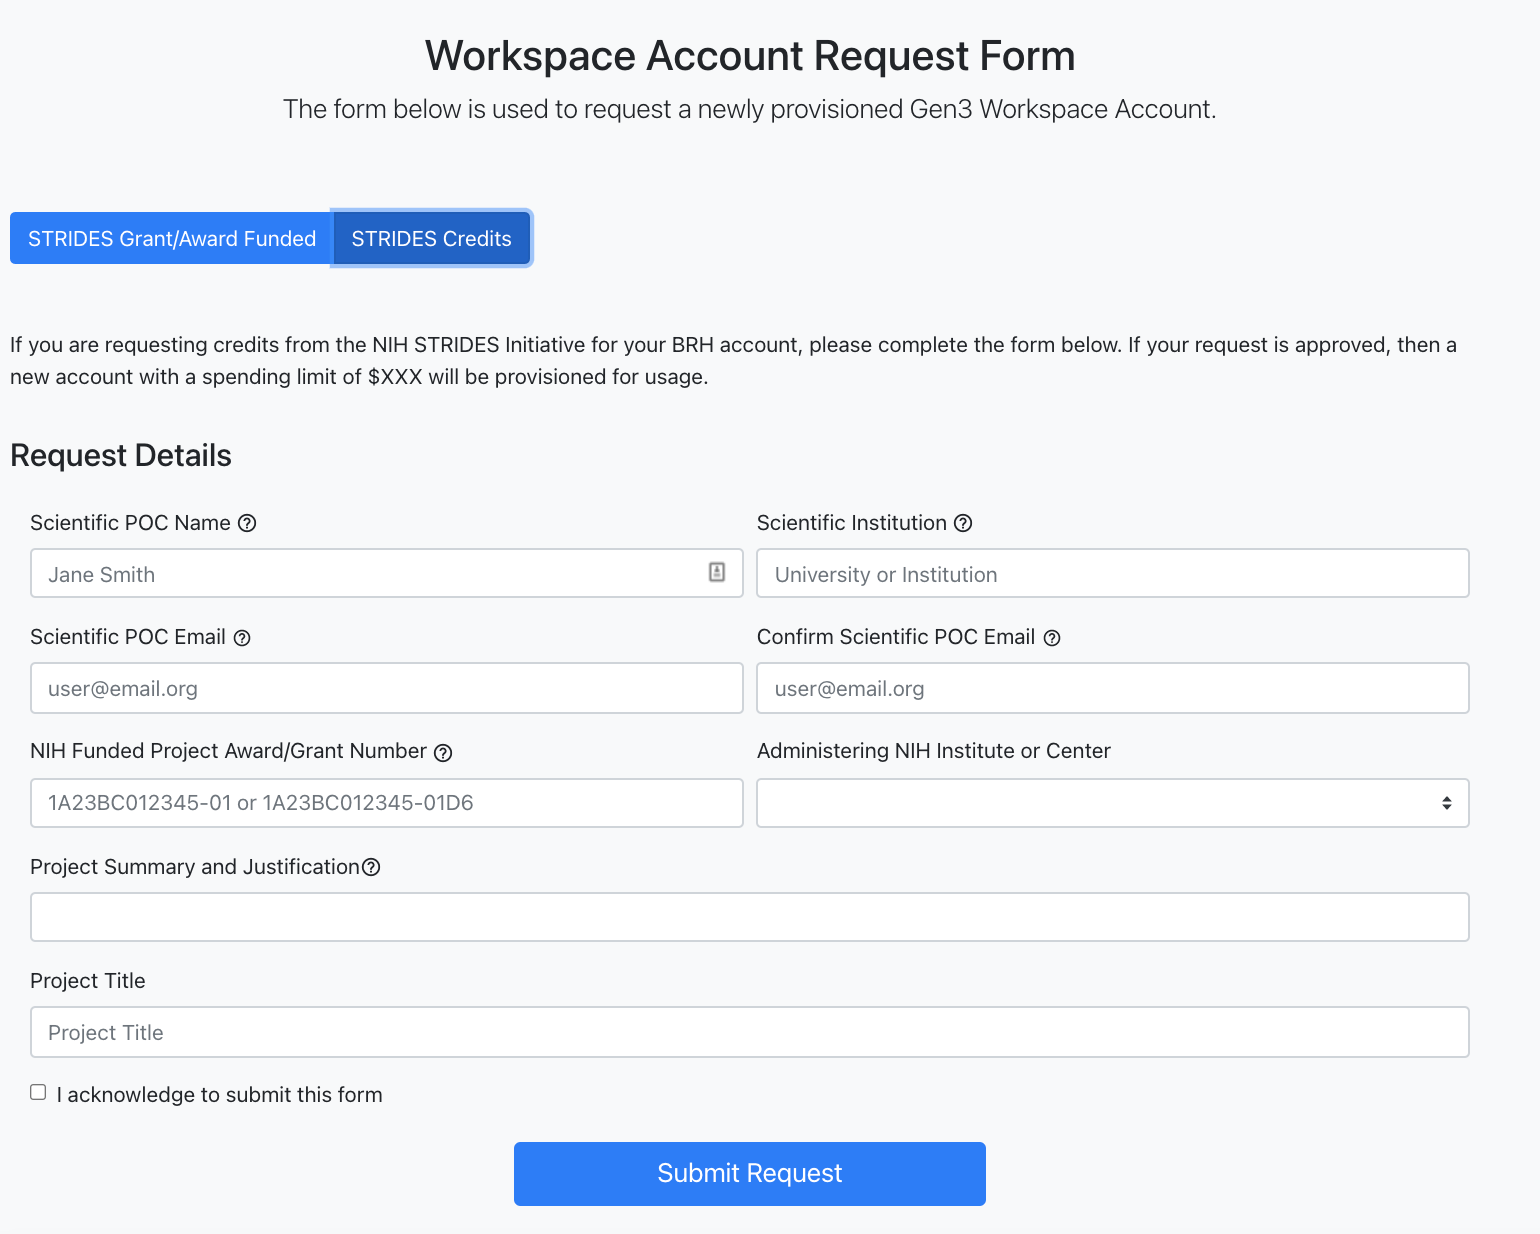 Workspace Account Request Form
The form below is used to request a newly provisioned Gen3 Workspace Account.
STRIDES Grant/Award Funded STRIDES Credits
If you are requesting credits from the NIH STRIDES Initiative for your BRH account, please complete the form below. If your request is approved, then a
new account with a spending limit of $XXX will be provisioned for usage.
Request Details
Scientific POC Name
Scientific Institution
Jane Smith
University or Institution
Scientific POC Email
Confirm Scientific POC Email
user@email.org
user@email.org
NIH Funded Project Award/Grant Number
Administering NIH Institute or Center
1A23BC012345-01 or 1A23BC012345-01D6
Project Summary and Justification
Project Title
Project Title
I acknowledge to submit this form
Submit Request